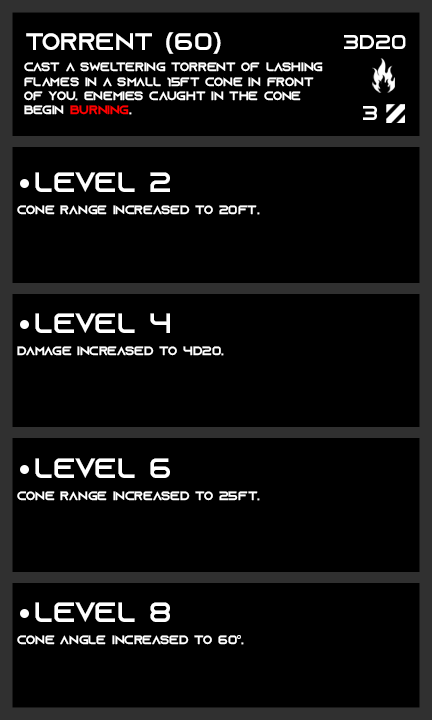 TORRENT (60)
3D20
CAST A SWELTERING TORRENT OF LASHING
FLAMES IN A SMALL 15FT CONE IN FRONT
OF YOU. ENEMIES CAUGHT IN THE CONE
BEGIN BURNING.
3
•LEVEL 2
CONE RANGE INCREASED TO 20FT.
•LEVEL 4
DAMAGE INCREASED TO 4D20.
•LEVEL 6
CONE RANGE INCREASED TO 25FT.
•LEVEL 8
CONE ANGLE INCREASED TO 60°.